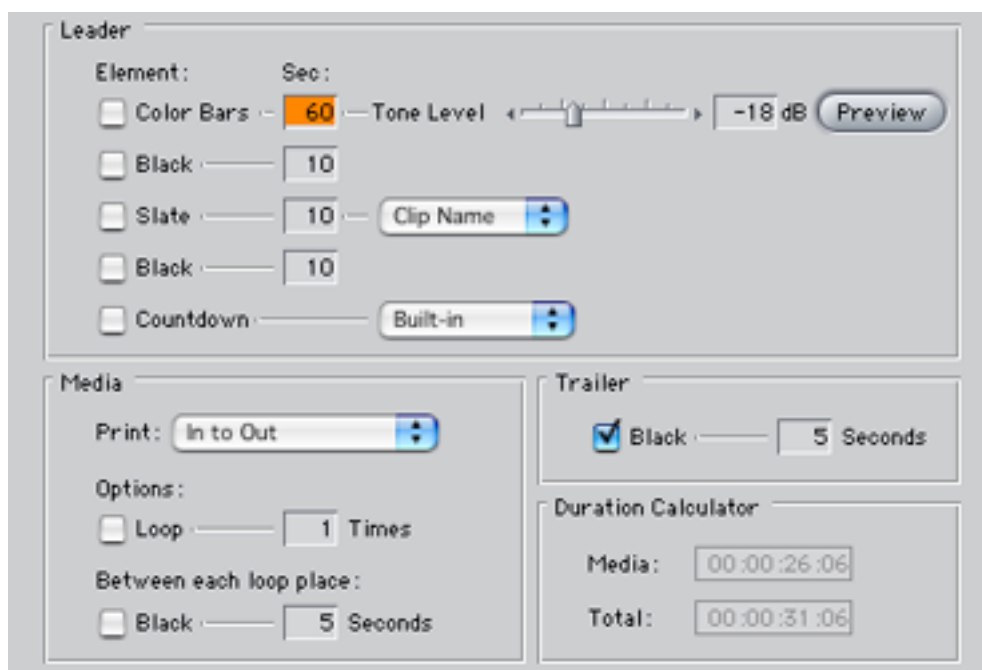 Leader
Element: Sec:
Color Bars 60 Tone Level -18 dB Preview
Black 10
Slate 10 Clip Name
Black 10
Countdown Built-in
Media
Print: In to Out
Options:
Loop 1 Times
Between each loop place:
Black 5 Seconds
Trailer
Black 5 Seconds
Duration Calculator
Media: 00:00:26:06
Total: 00:00:31:06